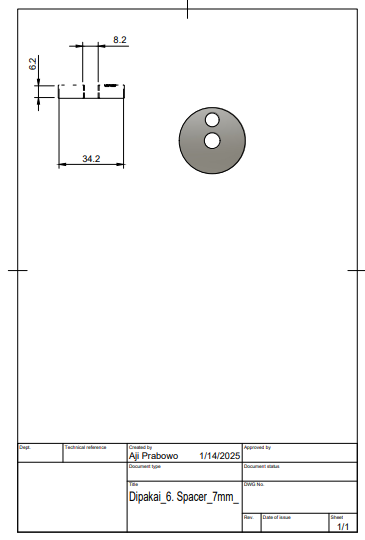 8.2
6.2
34.2
Dept.
Technical reference
Created by
Approved by
Aji Prabowo
1/14/2025
Document type
Document status
Title
DWG No.
Dipakai_6. Spacer_7mm_
Rev.
Date of issue
Sheet
1/1